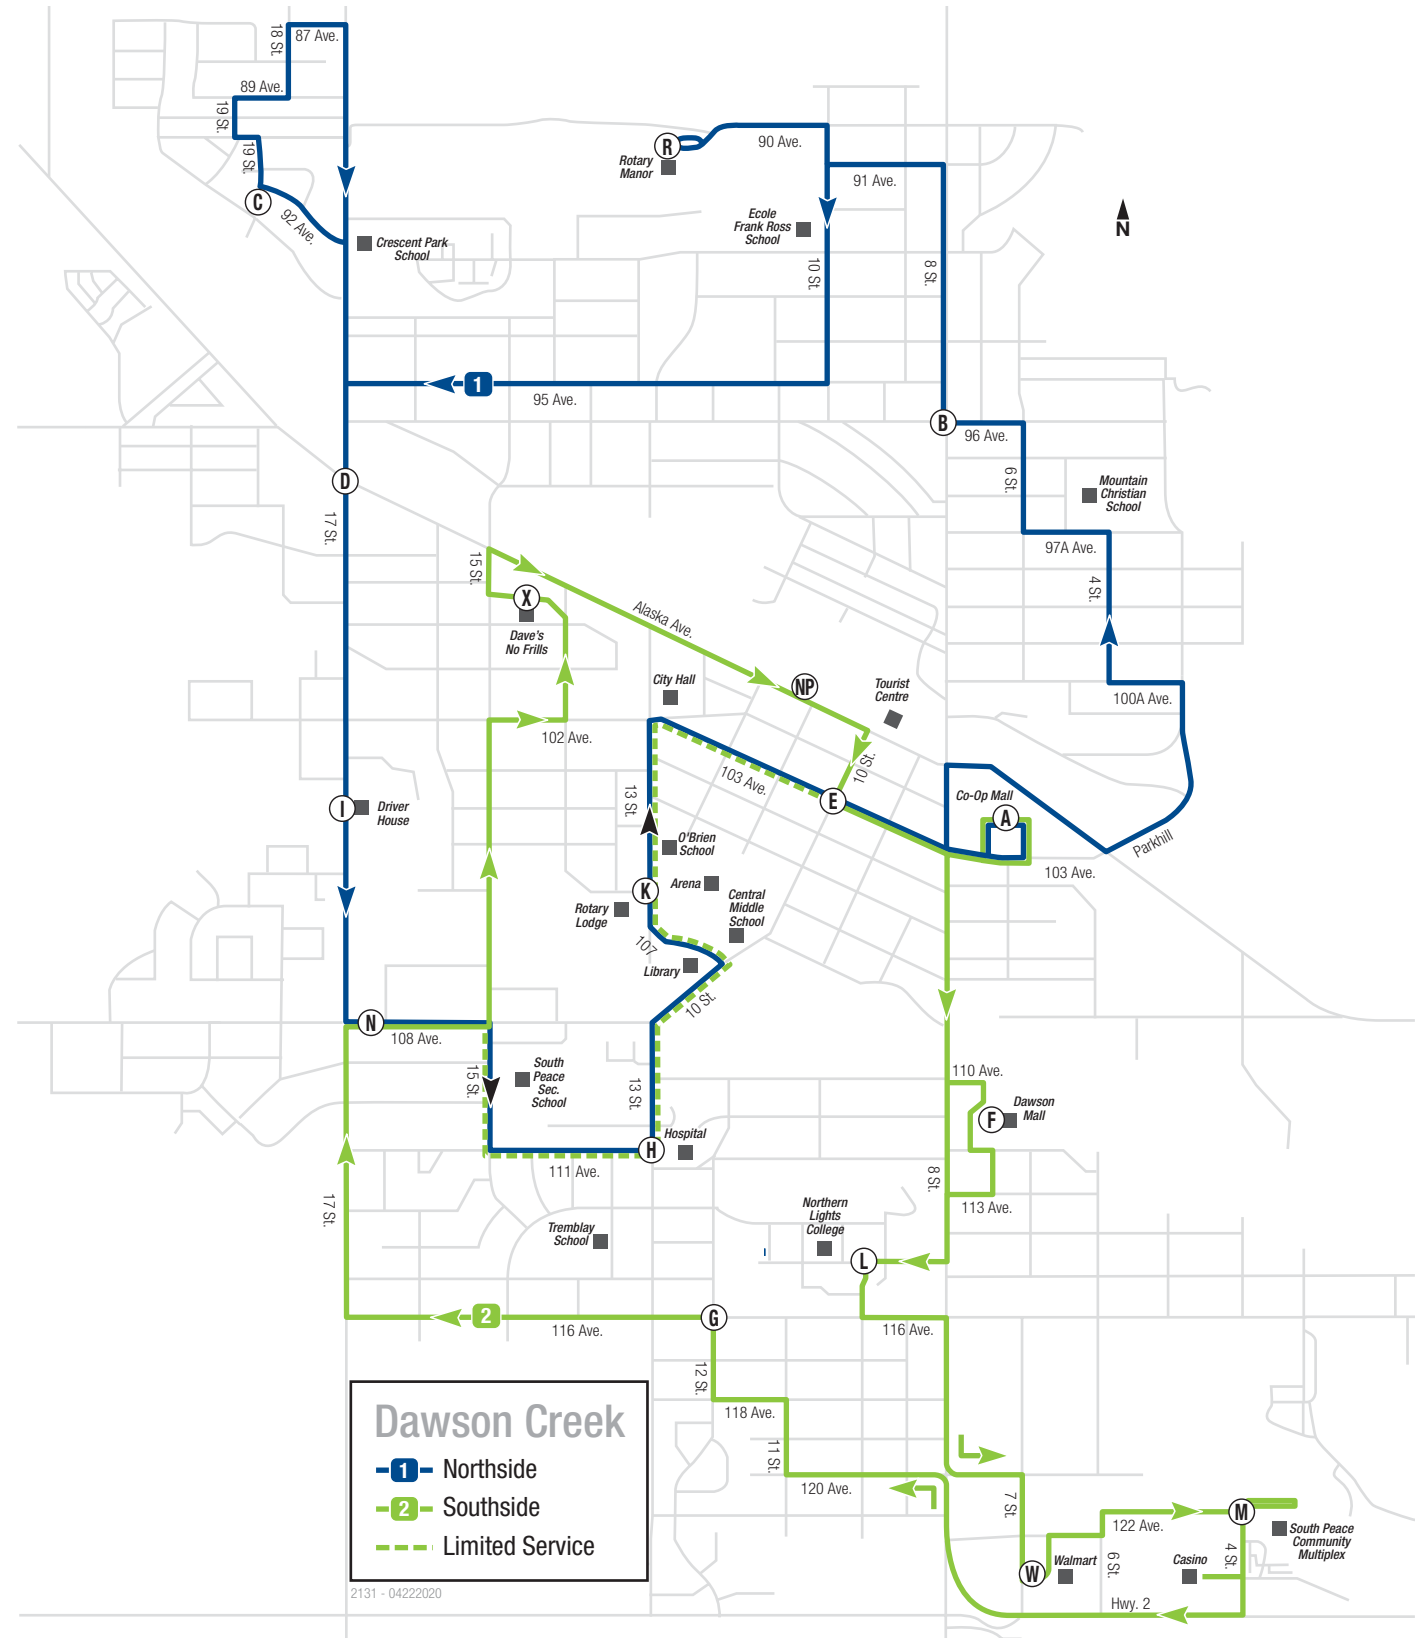 18 St.
87 Ave.
89 Ave.
19 St.
19 St.
C
92 Ave.
Crescent Park
School
R
Rotary
Manor
90 Ave.
91 Ave.
Ecole
Frank Ross
School
10 St.
8 St.
N
1
95 Ave.
B
96 Ave.
6 St.
Mountain
Christian
School
97A Ave.
4 St.
100A Ave.
D
17 St.
15 St.
X
Dave's
No Frills
Alaska Ave.
NP
Tourist
Centre
City Hall
102 Ave.
103 Ave.
10 St.
E
Co-Op Mall
A
Parkhill
103 Ave.
I
Driver
House
13 St.
O'Brien
School
K
Arena
Central
Middle
School
Rotary
Lodge
107
Library
10 St.
N
108 Ave.
15 St.
South
Peace
Sec.
School
13 St.
H
Hospital
111 Ave.
110 Ave.
F
Dawson
Mall
8 St.
113 Ave.
17 St.
Tremblay
School
Northern
Lights
College
L
2
116 Ave.
G
116 Ave.
12 St.
118 Ave.
11 St.
120 Ave.
7 St.
122 Ave.
M
South Peace
Community
Multiplex
W
Walmart
6 St.
Casino
4 St.
Hwy. 2
Dawson Creek
1 Northside
2 Southside
Limited Service
2131 - 04222020